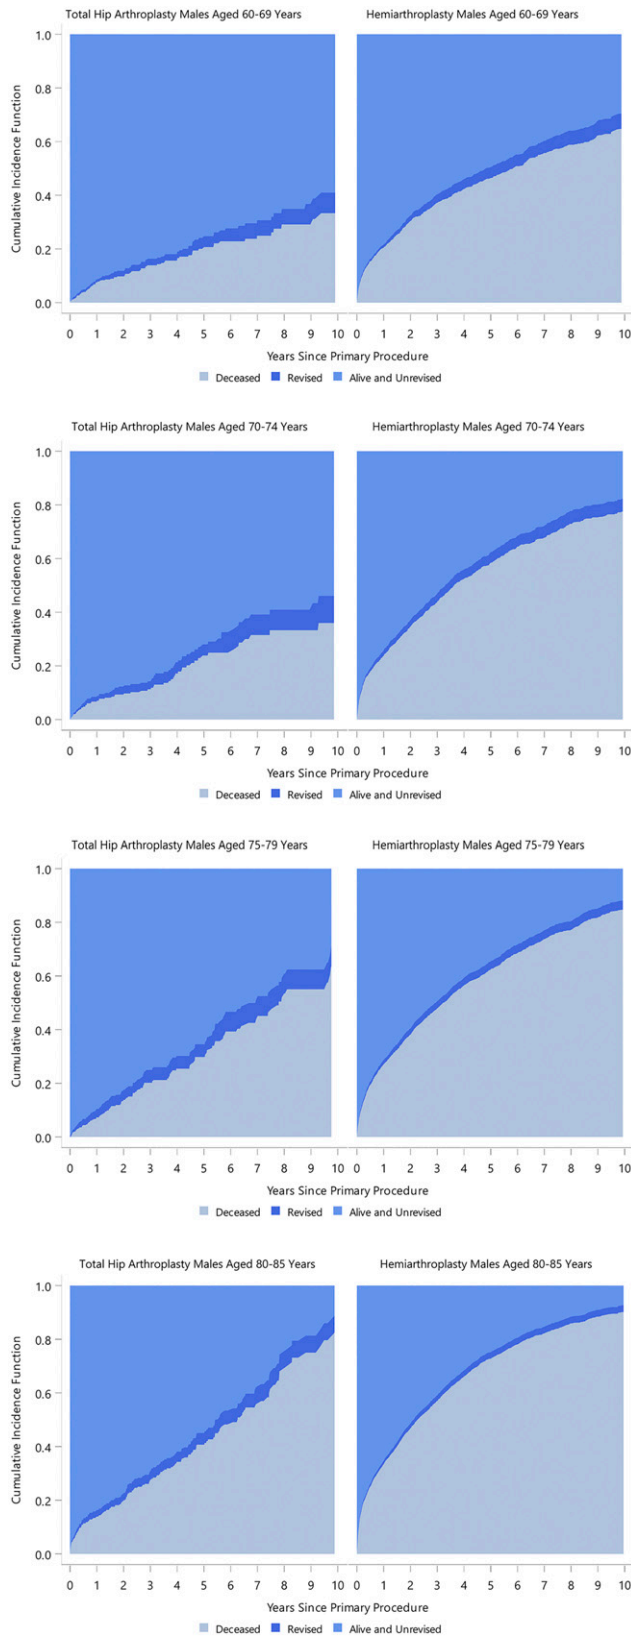 Total Hip Arthroplasty Males Aged 60-69 Years
Hemiarthroplasty Males Aged 60-69 Years
Cumulative Incidence Function
1.0
0.8
0.6
0.4
0.2
0.0
0 1 2 3 4 5 6 7 8 9 10
0 1 2 3 4 5 6 7 8 9 10
Years Since Primary Procedure
Deceased Revised Alive and Unrevised
Total Hip Arthroplasty Males Aged 70-74 Years
Hemiarthroplasty Males Aged 70-74 Years
Cumulative Incidence Function
1.0
0.8
0.6
0.4
0.2
0.0
0 1 2 3 4 5 6 7 8 9 10
0 1 2 3 4 5 6 7 8 9 10
Years Since Primary Procedure
Deceased Revised Alive and Unrevised
Total Hip Arthroplasty Males Aged 75-79 Years
Hemiarthroplasty Males Aged 75-79 Years
Cumulative Incidence Function
1.0
0.8
0.6
0.4
0.2
0.0
0 1 2 3 4 5 6 7 8 9 10
0 1 2 3 4 5 6 7 8 9 10
Years Since Primary Procedure
Deceased Revised Alive and Unrevised
Total Hip Arthroplasty Males Aged 80-85 Years
Hemiarthroplasty Males Aged 80-85 Years
Cumulative Incidence Function
1.0
0.8
0.6
0.4
0.2
0.0
0 1 2 3 4 5 6 7 8 9 10
0 1 2 3 4 5 6 7 8 9 10
Years Since Primary Procedure
Deceased Revised Alive and Unrevised